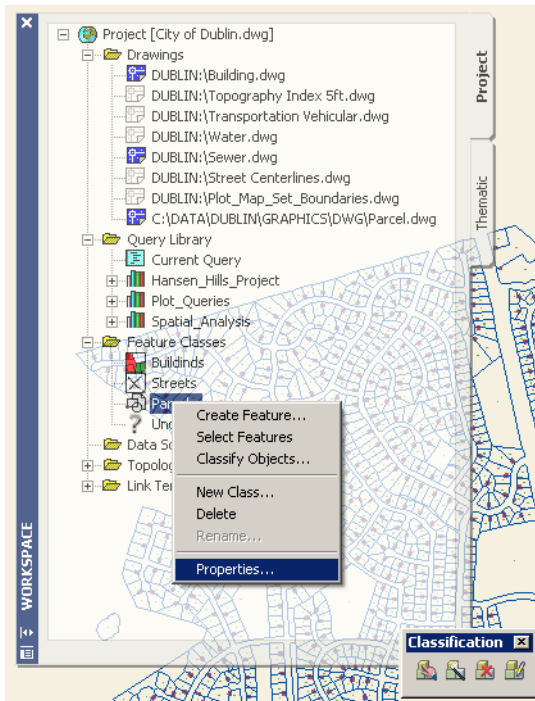 Project [City of Dublin.dwg]
Drawings
DUBLIN:\Building.dwg
DUBLIN:\Topography Index 5ft.dwg
DUBLIN:\Transportation Vehicular.dwg
DUBLIN:\Water.dwg
DUBLIN:\Sewer.dwg
DUBLIN:\Street Centerlines.dwg
DUBLIN:\Plot_Map_Set_Boundaries.dwg
C:\DATA\DUBLIN\GRAPHICS\DWG\Parcel.dwg
Query Library
Current Query
Hansen_Hills_Project
Plot_Queries
Spatial_Analysis
Feature Classes
Buildinds
Streets
Create Feature...
Select Features
Classify Objects...
New Class...
Delete
Rename...
Properties...
Data
Link
Project
Thematic
WORKSPACE
Classification